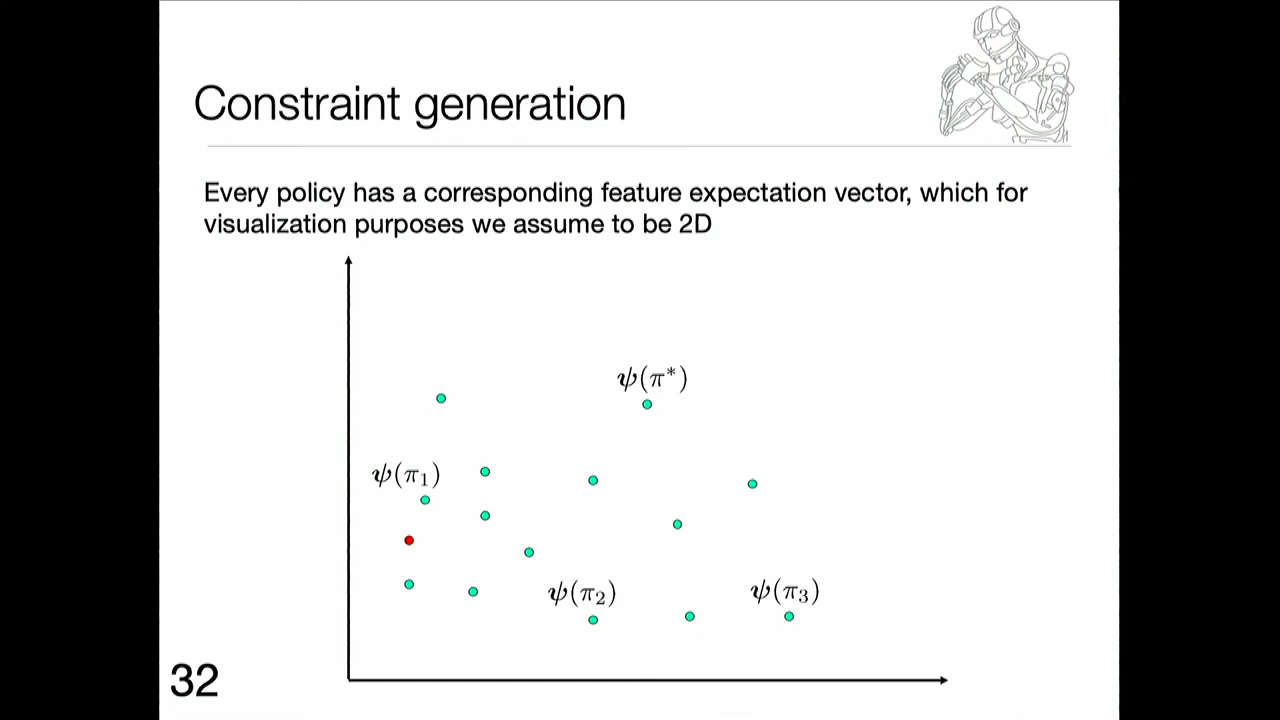 Constraint generation
Every policy has a corresponding feature expectation vector, which for
visualization purposes we assume to be 2D
ψ(π*)
ψ(π₁)
ψ(π₂)
ψ(π₃)
32